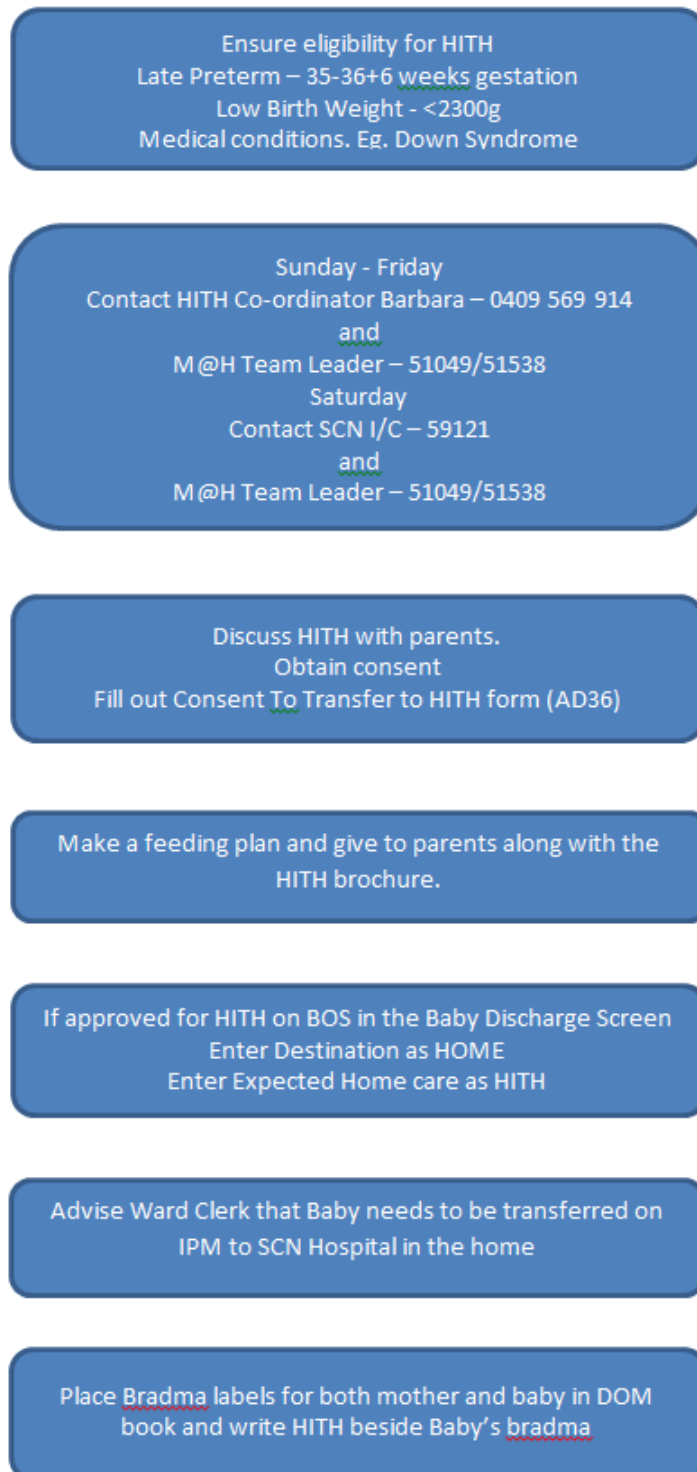 Ensure eligibility for HITH
Late Preterm – 35-36+6 weeks gestation
Low Birth Weight - <2300g
Medical conditions. Eg. Down Syndrome
Sunday - Friday
Contact HITH Co-ordinator Barbara – 0409 569 914
and
M@H Team Leader – 51049/51538
Saturday
Contact SCN I/C – 59121
and
M@H Team Leader – 51049/51538
Discuss HITH with parents.
Obtain consent
Fill out Consent To Transfer to HITH form (AD36)
Make a feeding plan and give to parents along with the
HITH brochure.
If approved for HITH on BOS in the Baby Discharge Screen
Enter Destination as HOME
Enter Expected Home care as HITH
Advise Ward Clerk that Baby needs to be transferred on
IPM to SCN Hospital in the home
Place Bradma labels for both mother and baby in DOM
book and write HITH beside Baby's bradma